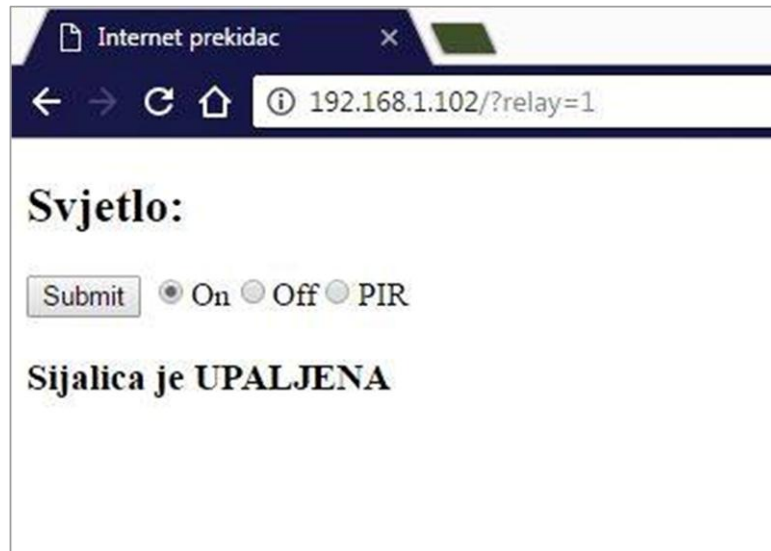 Internet prekidac
192.168.1.102/?relay=1
Svjetlo:
Submit On Off PIR
Sijalica je UPALJENA